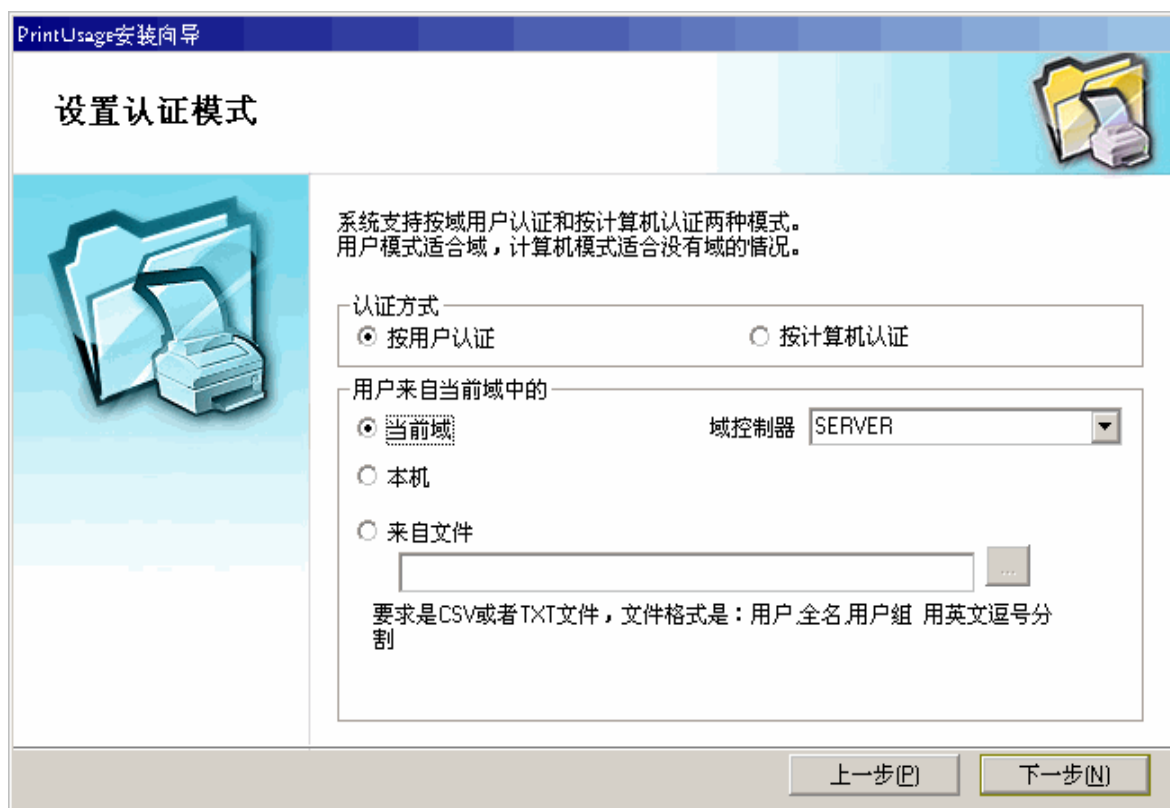 PrintUsage安装向导
设置认证模式
系统支持按域用户认证和按计算机认证两种模式。
用户模式适合域，计算机模式适合没有域的情况。
认证方式
按用户认证 按计算机认证
用户来自当前域中的
当前域 域控制器 SERVER
本机
来自文件
...
要求是CSV或者TXT文件，文件格式是：用户,全名,用户组 用英文逗号分
割
上一步(P) 下一步(N)